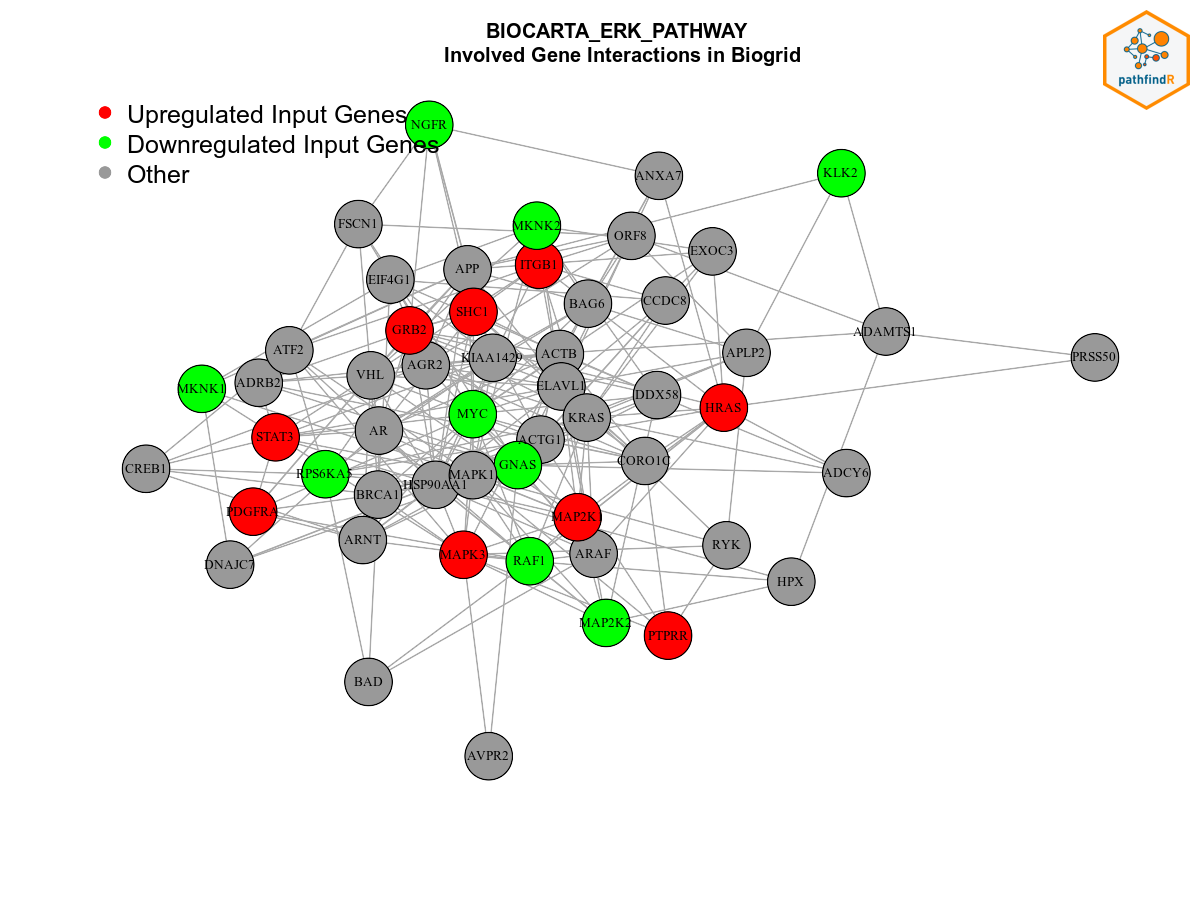 BIOCARTA_ERK_PATHWAY
Involved Gene Interactions in Biogrid
pathfindR
Upregulated Input Genes
Downregulated Input Genes
Other
NGFR
ANXA7
KLK2
FSCN1
MKNK2
ORF8
EXOC3
ITGB1
APP
EIF4G1
BAG6
CCDC8
SHC1
GRB2
ADAMTS1
PRSS50
ATF2
KIAA1429
ACTB
APLP2
AGR2
VHL
ADRB2
MKNK1
ELAVL1
DDX58
HRAS
MYC
KRAS
AR
STAT3
ACTG1
CREB1
RPS6KA5
GNAS
CORO1C
ADCY6
HSP90AA1
MAPK1
BRCA1
PDGFRA
MAP2K1
ARNT
MAPK3
RAF1
ARAF
RYK
DNAJC7
HPX
MAP2K2
PTPRR
BAD
AVPR2